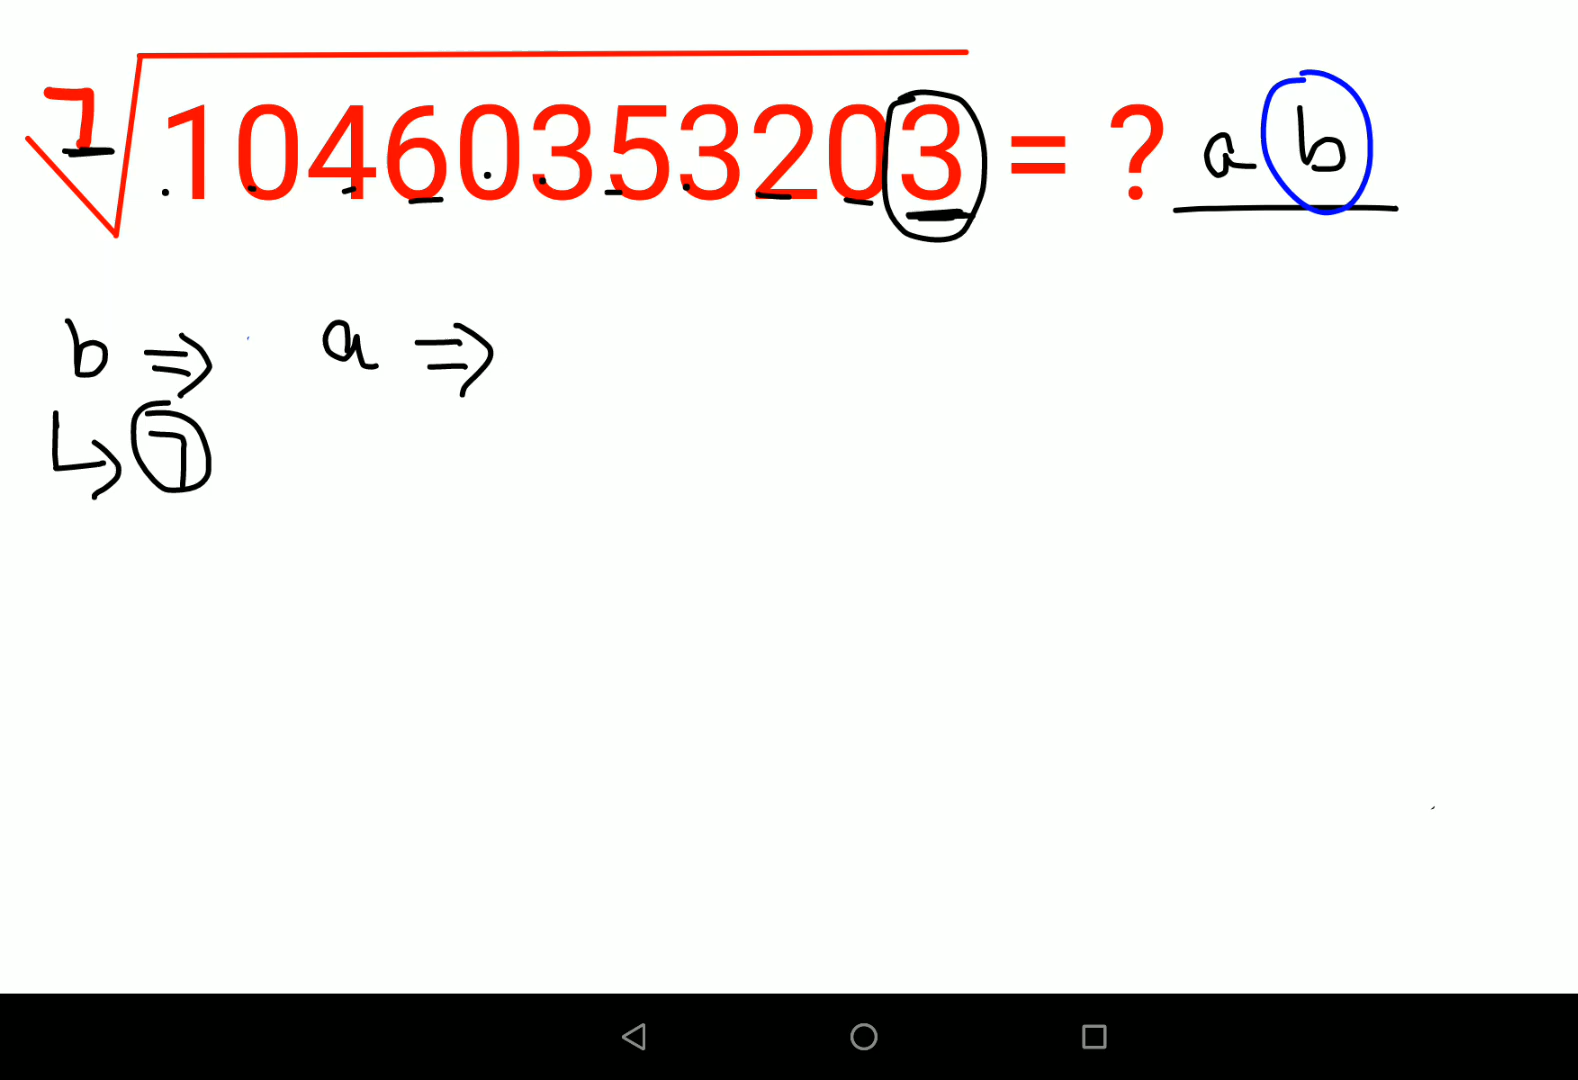 7√10460353203 = ? ab
b ⇒ a ⇒
↳ 7